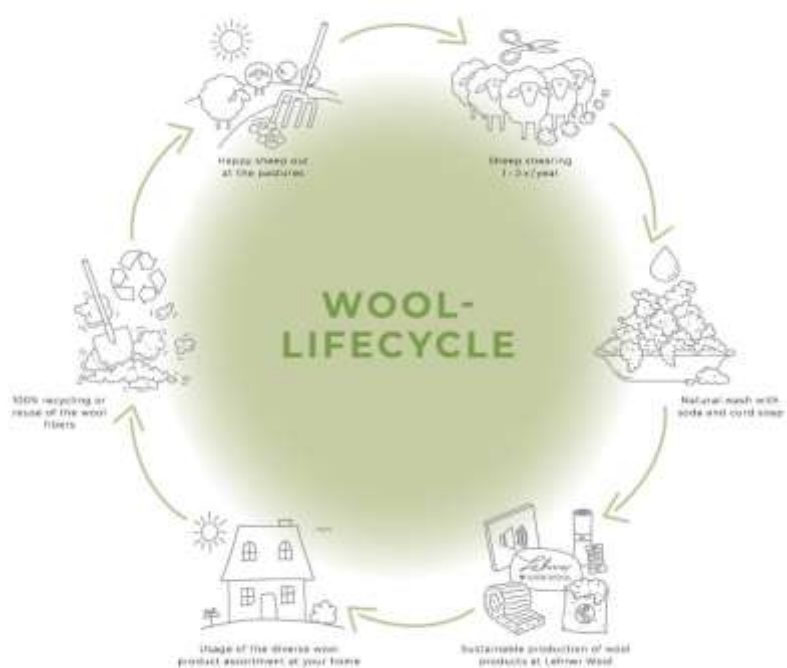 Happy sheep out
at the pastures
Sheep shearing
1-2x/year
WOOL-
LIFECYCLE
100% recycling or
reuse of the wool
fibers
Natural wash with
soda and curd soap
Lehner
Usage of the diverse wool
product assortment at your home
Sustainable production of wool
products at Lehner Wool